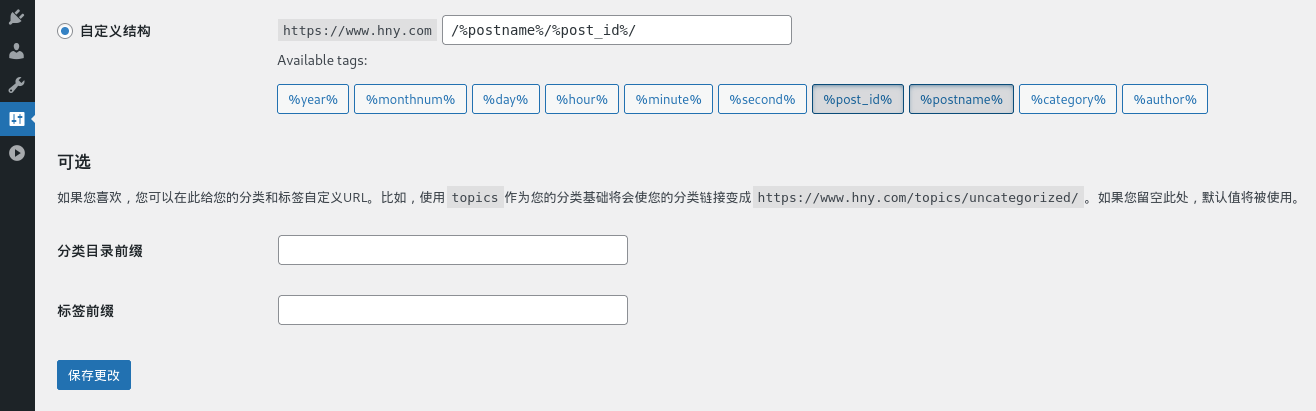 自定义结构 https://www.hny.com /%postname%/%post_id%/
Available tags:
%year% %monthnum% %day% %hour% %minute% %second% %post_id% %postname% %category% %author%
可选
如果您喜欢，您可以在此给您的分类和标签自定义URL。比如，使用 topics 作为您的分类基础将会使您的分类链接变成 https://www.hny.com/topics/uncategorized/ 。如果您留空此处，默认值将被使用。
分类目录前缀
标签前缀
保存更改